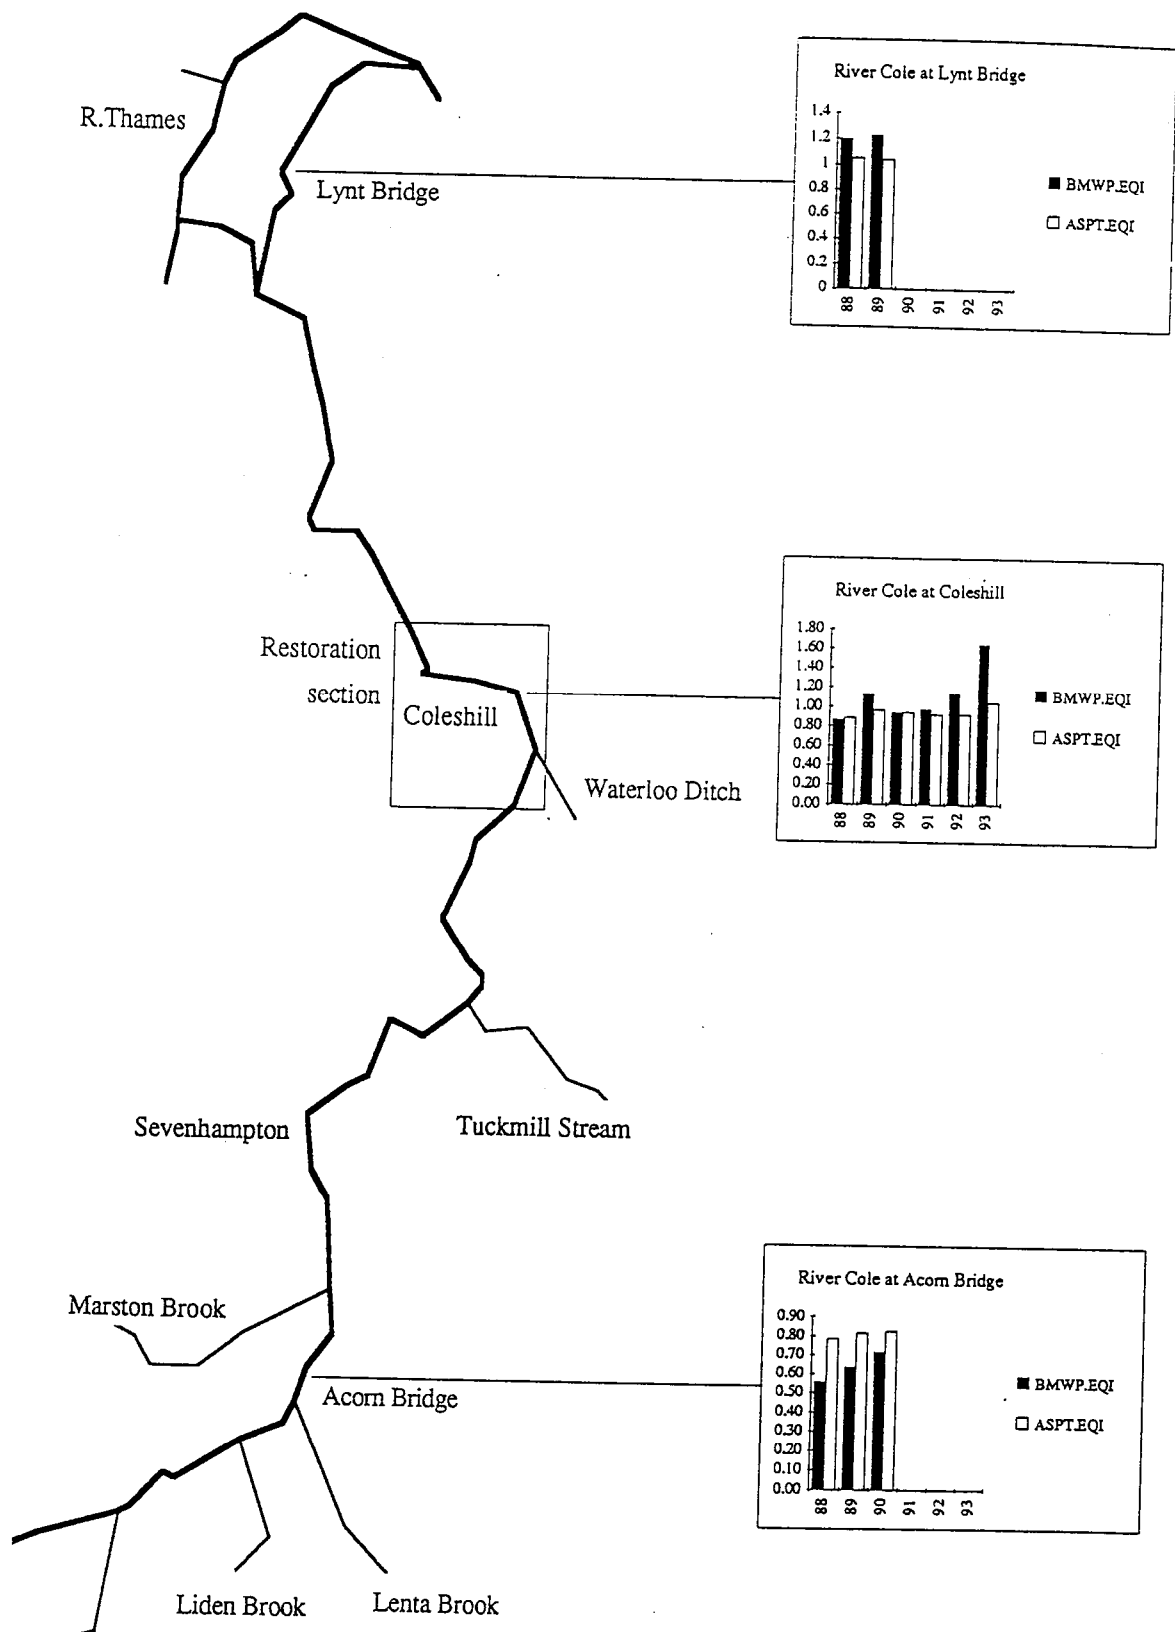 R.Thames
Lynt Bridge
River Cole at Lynt Bridge
1.4
1.2
1
0.8
0.6
0.4
0.2
0
88
89
90
91
92
93
BMWP.EQI
ASPT.EQI
Restoration
section
Coleshill
Waterloo Ditch
River Cole at Coleshill
1.80
1.60
1.40
1.20
1.00
0.80
0.60
0.40
0.20
0.00
88
89
90
91
92
93
BMWP.EQI
ASPT.EQI
Sevenhampton
Tuckmill Stream
Marston Brook
Acorn Bridge
River Cole at Acorn Bridge
0.90
0.80
0.70
0.60
0.50
0.40
0.30
0.20
0.10
0.00
88
89
90
91
92
93
BMWP.EQI
ASPT.EQI
Liden Brook
Lenta Brook